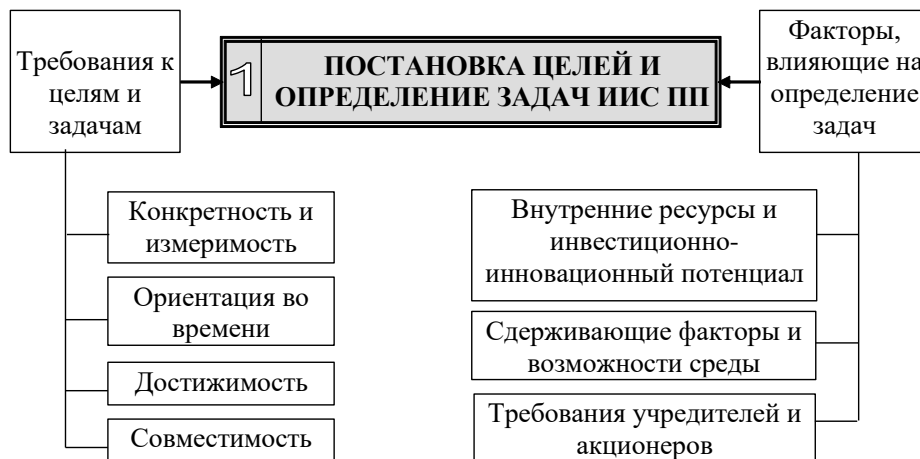 Требования к
целям и
задачам
1
ПОСТАНОВКА ЦЕЛЕЙ И
ОПРЕДЕЛЕНИЕ ЗАДАЧ ИИС ПП
Факторы,
влияющие на
определение
задач
Конкретность и
измеримость
Ориентация во
времени
Достижимость
Совместимость
Внутренние ресурсы и
инвестиционно-
инновационный потенциал
Сдерживающие факторы и
возможности среды
Требования учредителей и
акционеров